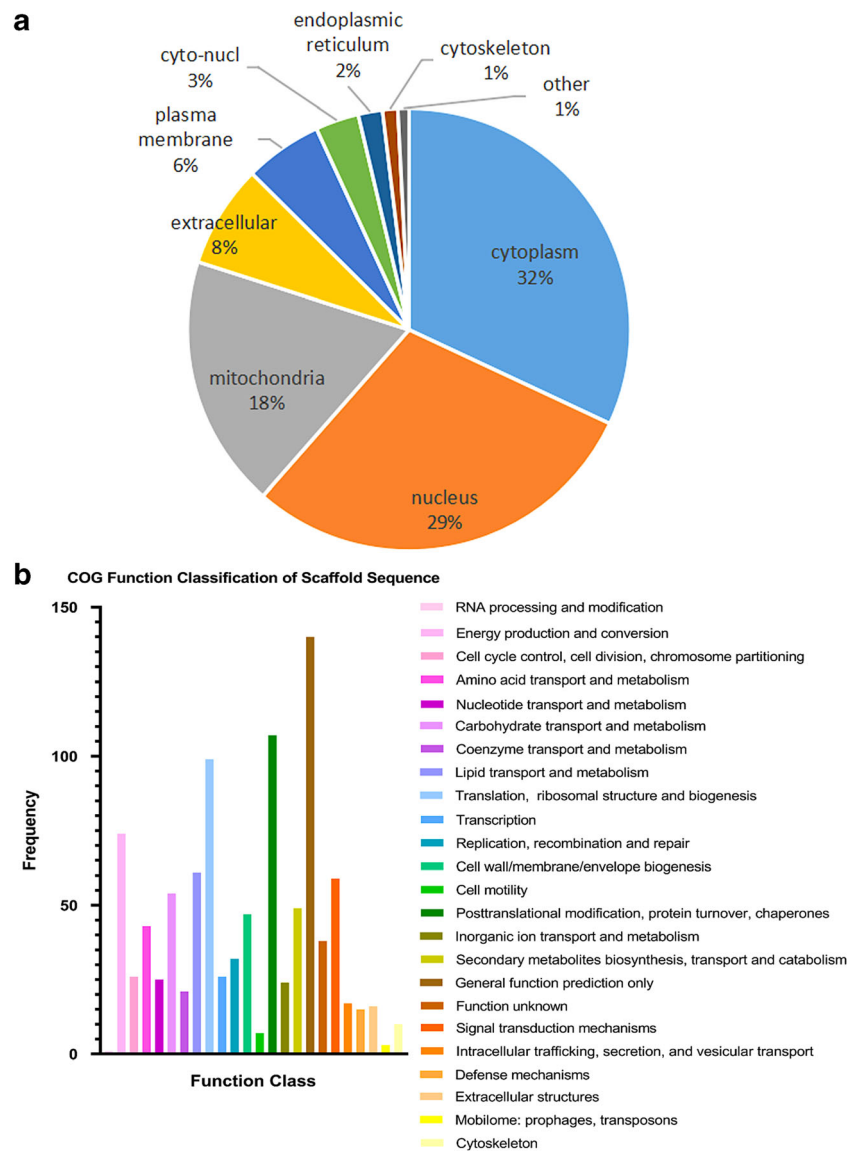 a
endoplasmic
reticulum
2%
cytoskeleton
1%
cyto-nucl
3%
other
1%
plasma
membrane
6%
extracellular
8%
cytoplasm
32%
mitochondria
18%
nucleus
29%
b
COG Function Classification of Scaffold Sequence
150
100
50
0
Frequency
Function Class
RNA processing and modification
Energy production and conversion
Cell cycle control, cell division, chromosome partitioning
Amino acid transport and metabolism
Nucleotide transport and metabolism
Carbohydrate transport and metabolism
Coenzyme transport and metabolism
Lipid transport and metabolism
Translation, ribosomal structure and biogenesis
Transcription
Replication, recombination and repair
Cell wall/membrane/envelope biogenesis
Cell motility
Posttranslational modification, protein turnover, chaperones
Inorganic ion transport and metabolism
Secondary metabolites biosynthesis, transport and catabolism
General function prediction only
Function unknown
Signal transduction mechanisms
Intracellular trafficking, secretion, and vesicular transport
Defense mechanisms
Extracellular structures
Mobilome: prophages, transposons
Cytoskeleton